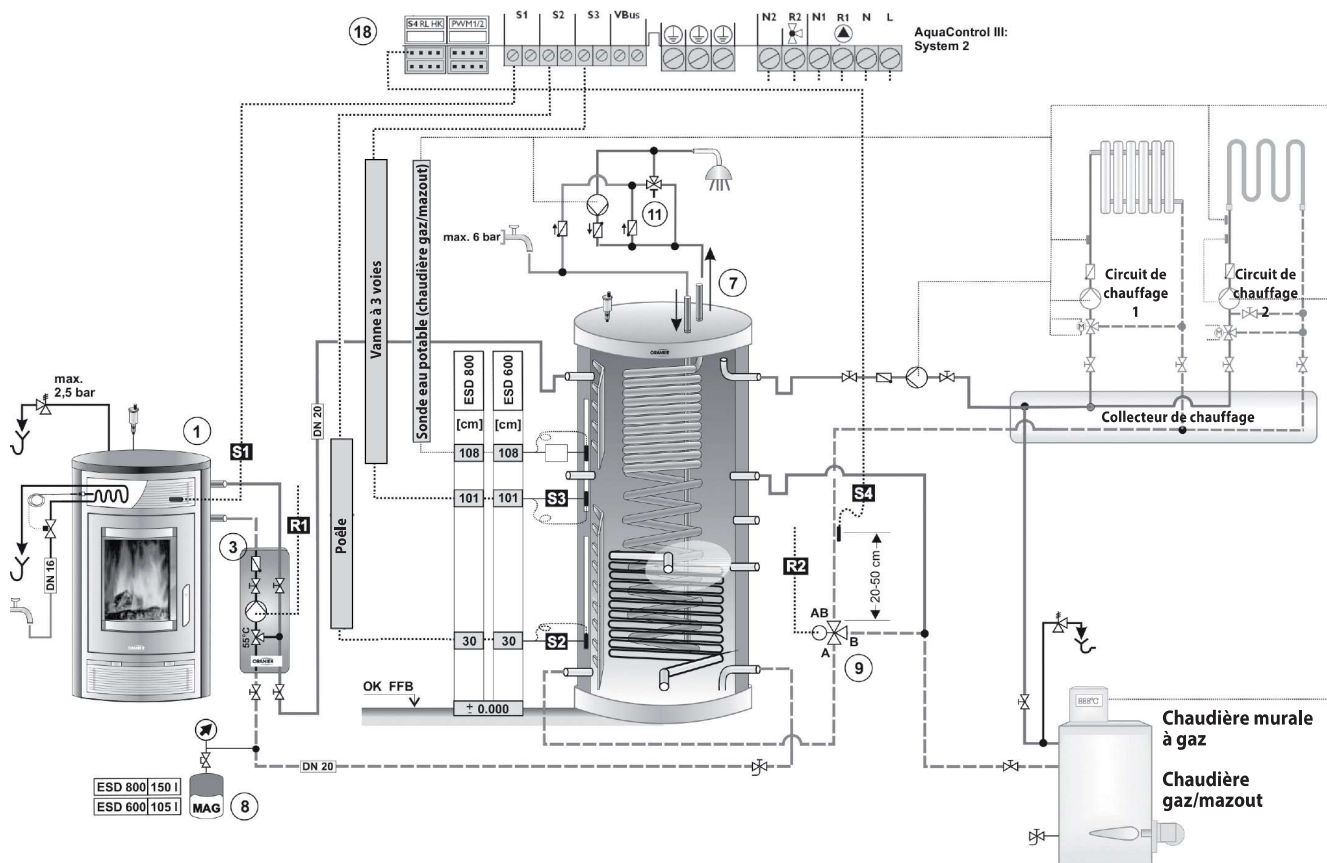 18
S4 RL HK
PWM1/2
S1
S2
S3
VBus
N2
R2
N1
R1
N
L
AquaControl III:
System 2
Vanne à 3 voies
Sonde eau potable (chaudière gaz/mazout)
Poêle
max. 6 bar
11
7
Circuit de
chauffage
1
Circuit de
chauffage
2
Collecteur de chauffage
max.
2,5 bar
1
S1
DN 20
ESD 800
ESD 600
[cm]
[cm]
108
108
101
101
S3
S4
R1
3
R2
20-50 cm
DN 16
55°C
ORANIER
ORANIER
ORANIER
30
30
S2
AB
B
A
9
OK FFB
± 0.000
888°C
Chaudière murale
à gaz
Chaudière
gaz/mazout
M
M
DN 20
ESD 800
150 l
ESD 600
105 l
MAG
8